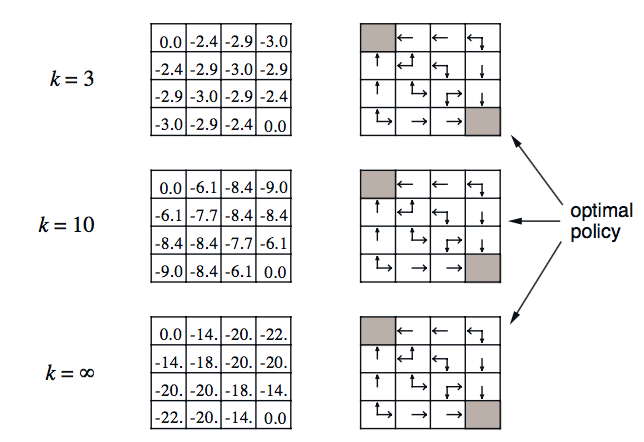 0.0 -2.4 -2.9 -3.0
-2.4 -2.9 -3.0 -2.9
k = 3
-2.9 -3.0 -2.9 -2.4
-3.0 -2.9 -2.4 0.0
0.0 -6.1 -8.4 -9.0
-6.1 -7.7 -8.4 -8.4
k = 10
-8.4 -8.4 -7.7 -6.1
-9.0 -8.4 -6.1 0.0
optimal
policy
0.0 -14. -20. -22.
-14. -18. -20. -20.
k = ∞
-20. -20. -18. -14.
-22. -20. -14. 0.0